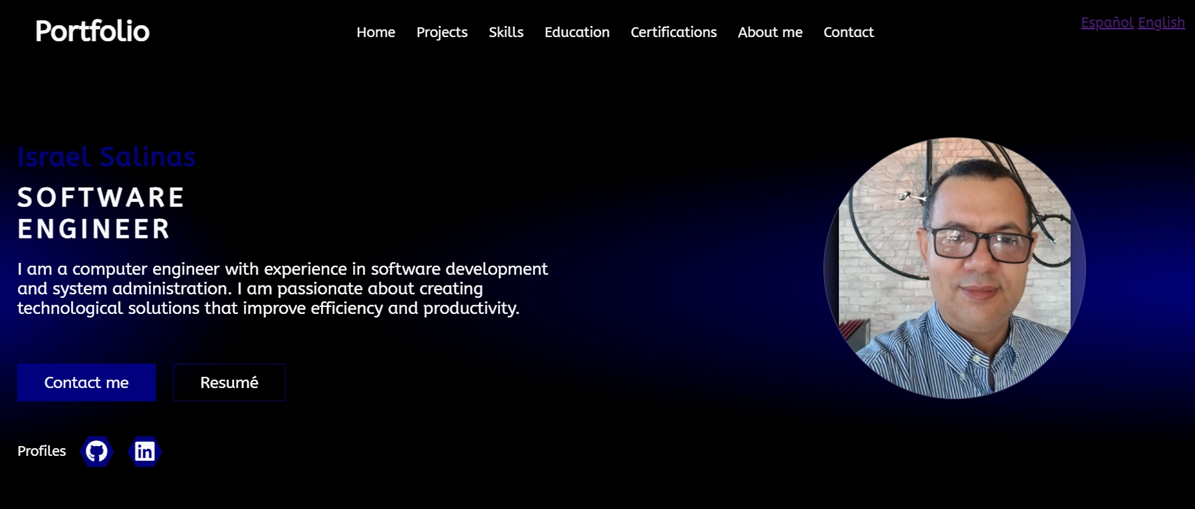 Portfolio
Home Projects Skills Education Certifications About me Contact
Español English
Israel Salinas
SOFTWARE
ENGINEER
I am a computer engineer with experience in software development
and system administration. I am passionate about creating
technological solutions that improve efficiency and productivity.
Contact me
Resumé
Profiles
in